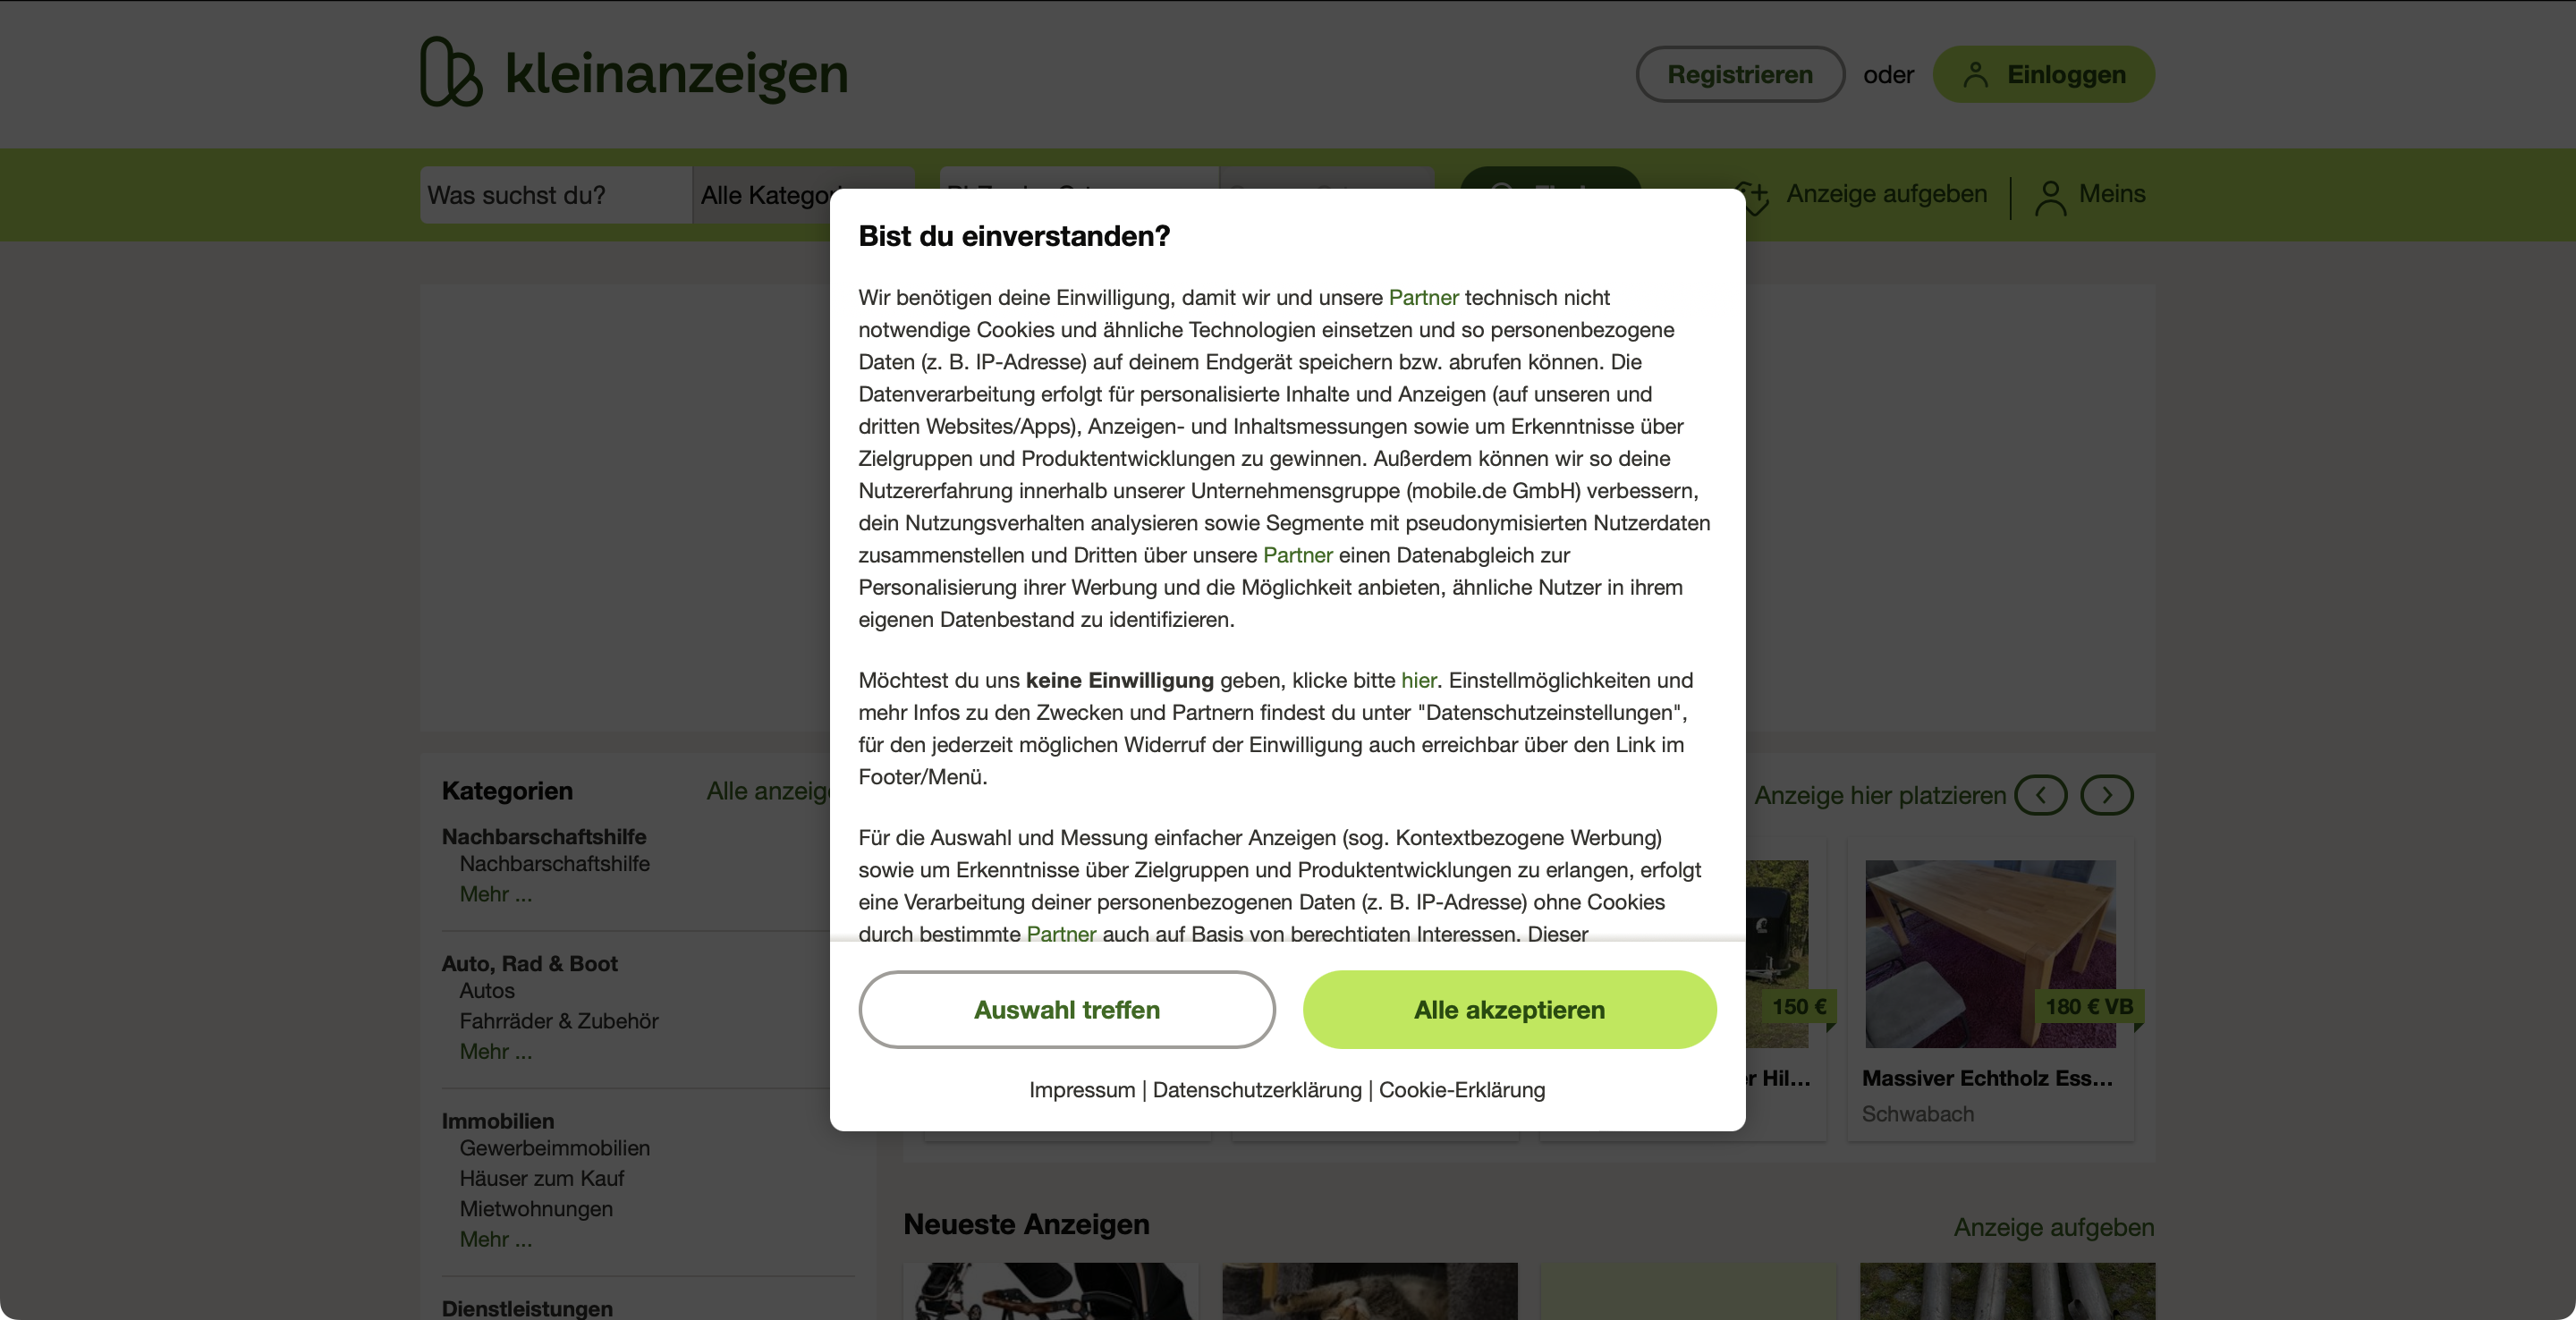 kleinanzeigen
Registrieren oder Einloggen
Was suchst du?
Alle
Anzeige aufgeben
Meins
Bist du einverstanden?
Wir benötigen deine Einwilligung, damit wir und unsere Partner technisch nicht
notwendige Cookies und ähnliche Technologien einsetzen und so personenbezogene
Daten (z. B. IP-Adresse) auf deinem Endgerät speichern bzw. abrufen können. Die
Datenverarbeitung erfolgt für personalisierte Inhalte und Anzeigen (auf unseren und
dritten Websites/Apps), Anzeigen- und Inhaltsmessungen sowie um Erkenntnisse über
Zielgruppen und Produktentwicklungen zu gewinnen. Außerdem können wir so deine
Nutzererfahrung innerhalb unserer Unternehmensgruppe (mobile.de GmbH) verbessern,
dein Nutzungsverhalten analysieren sowie Segmente mit pseudonymisierten Nutzerdaten
zusammenstellen und Dritten über unsere Partner einen Datenabgleich zur
Personalisierung ihrer Werbung und die Möglichkeit anbieten, ähnliche Nutzer in ihrem
eigenen Datenbestand zu identifizieren.
Möchtest du uns keine Einwilligung geben, klicke bitte hier. Einstellmöglichkeiten und
mehr Infos zu den Zwecken und Partnern findest du unter "Datenschutzeinstellungen",
für den jederzeit möglichen Widerruf der Einwilligung auch erreichbar über den Link im
Footer/Menü.
Für die Auswahl und Messung einfacher Anzeigen (sog. Kontextbezogene Werbung)
sowie um Erkenntnisse über Zielgruppen und Produktentwicklungen zu erlangen, erfolgt
eine Verarbeitung deiner personenbezogenen Daten (z. B. IP-Adresse) ohne Cookies
durch bestimmte Partner auch auf Basis von berechtigten Interessen. Dieser
Auswahl treffen
Alle akzeptieren
Impressum | Datenschutzerklärung | Cookie-Erklärung
Kategorien
Alle
Nachbarschaftshilfe
Nachbarschaftshilfe
Mehr ...
Auto, Rad & Boot
Autos
Fahrräder & Zubehör
Mehr ...
Immobilien
Gewerbeimmobilien
Häuser zum Kauf
Mietwohnungen
Mehr ...
Dienstleistungen
Anzeige hier platzieren
150 €
Hil...
180 € VB
Massiver Echtholz Ess...
Schwabach
Neueste Anzeigen
Anzeige aufgeben